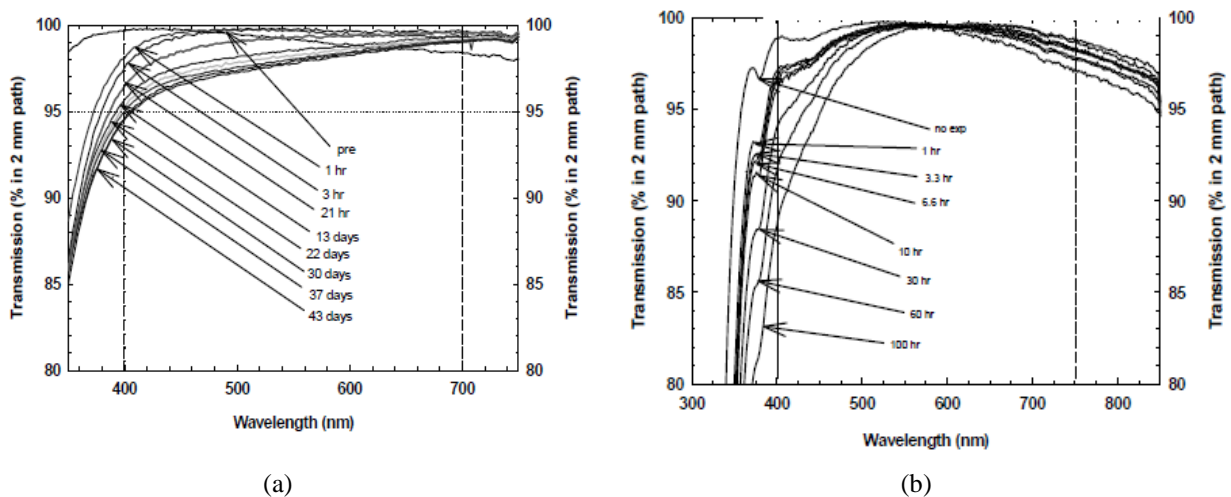 100
95
90
85
80
Transmission (% in 2 mm path)
pre
1 hr
3 hr
21 hr
13 days
22 days
30 days
37 days
43 days
100
95
90
85
80
Transmission (% in 2 mm path)
400
500
600
700
Wavelength (nm)
(a)
100
95
90
85
80
Transmission (% in 2 mm path)
no exp
1 hr
3.3 hr
6.6 hr
10 hr
30 hr
60 hr
100 hr
100
95
90
85
80
Transmission (% in 2 mm path)
300
400
500
600
700
800
Wavelength (nm)
(b)